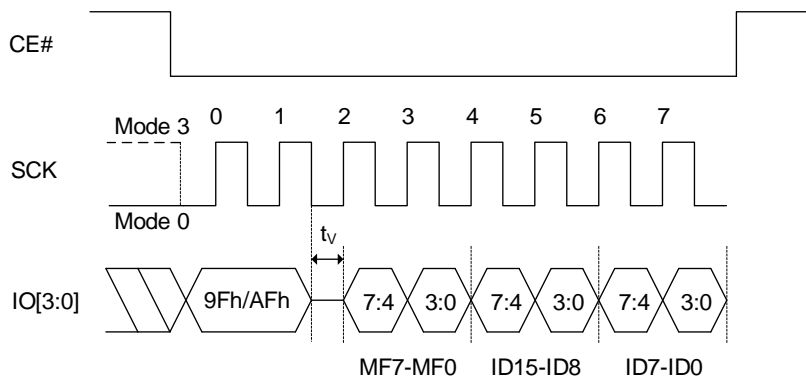 CE#
Mode 3
0 1 2 3 4 5 6 7
SCK
Mode 0
tV
IO[3:0]
9Fh/AFh 7:4 3:0 7:4 3:0 7:4 3:0
MF7-MF0 ID15-ID8 ID7-ID0